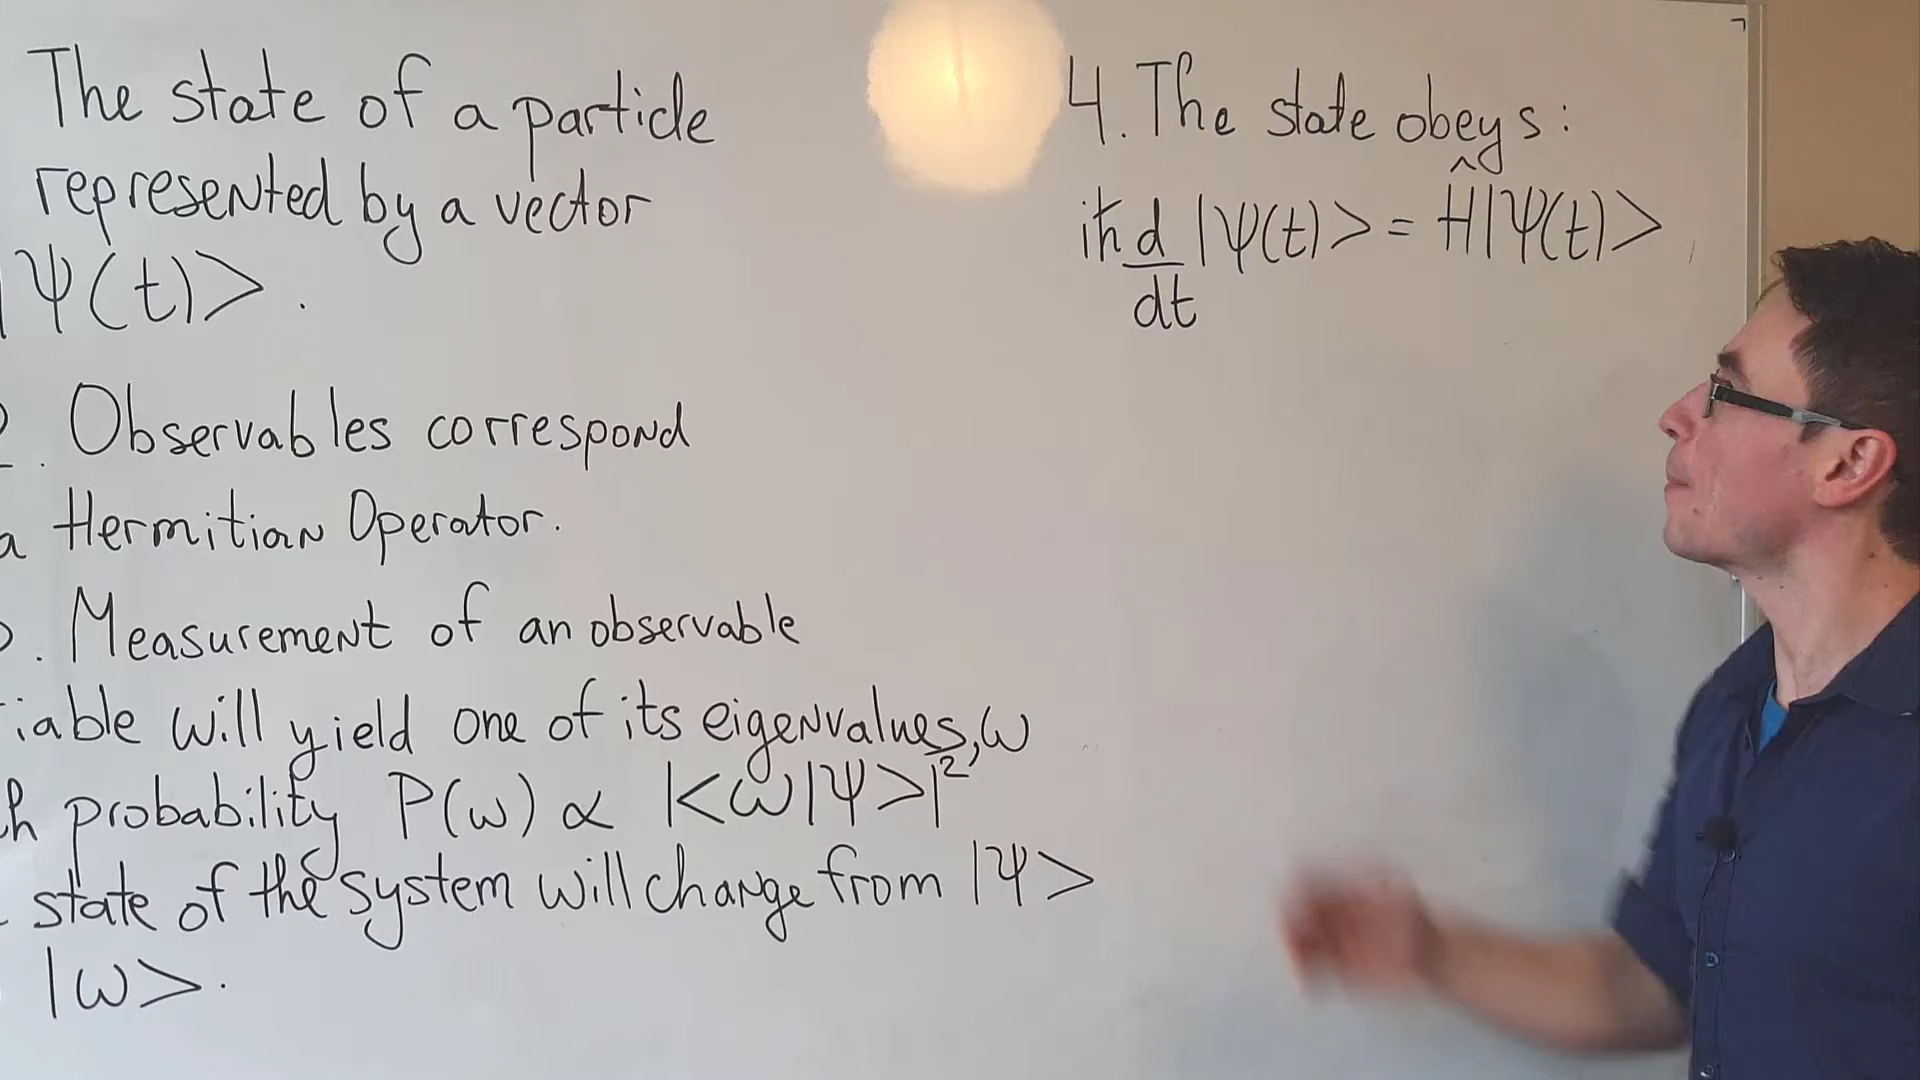 The state of a particle
represented by a vector
|Ψ(t)> .
2. Observables correspond
a Hermitian Operator.
. Measurement of an observable
iable will yield one of its eigenvalues, ω
h probability P(ω) ∝ |<ω|Ψ>|²
state of the system will change from |Ψ>
|ω>.
4. The state obeys:
iħ d/dt |Ψ(t)> = Ĥ|Ψ(t)>